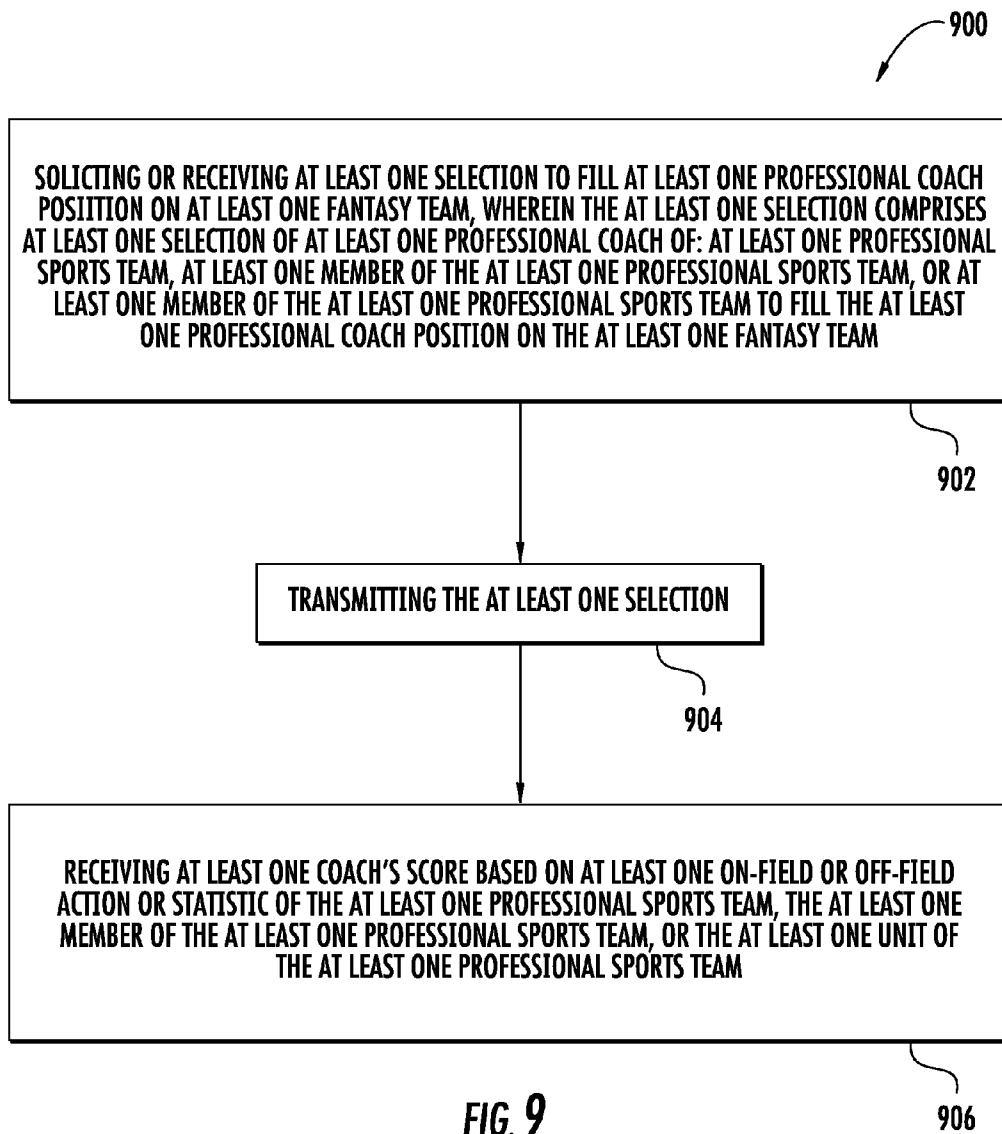 900
SOLICTING OR RECEIVING AT LEAST ONE SELECTION TO FILL AT LEAST ONE PROFESSIONAL COACH
POSIITION ON AT LEAST ONE FANTASY TEAM, WHEREIN THE AT LEAST ONE SELECTION COMPRISES
AT LEAST ONE SELECTION OF AT LEAST ONE PROFESSIONAL COACH OF: AT LEAST ONE PROFESSIONAL
SPORTS TEAM, AT LEAST ONE MEMBER OF THE AT LEAST ONE PROFESSIONAL SPORTS TEAM, OR AT
LEAST ONE MEMBER OF THE AT LEAST ONE PROFESSIONAL SPORTS TEAM TO FILL THE AT LEAST
ONE PROFESSIONAL COACH POSITION ON THE AT LEAST ONE FANTASY TEAM
902
TRANSMITTING THE AT LEAST ONE SELECTION
904
RECEIVING AT LEAST ONE COACH'S SCORE BASED ON AT LEAST ONE ON-FIELD OR OFF-FIELD
ACTION OR STATISTIC OF THE AT LEAST ONE PROFESSIONAL SPORTS TEAM, THE AT LEAST ONE
MEMBER OF THE AT LEAST ONE PROFESSIONAL SPORTS TEAM, OR THE AT LEAST ONE UNIT OF
THE AT LEAST ONE PROFESSIONAL SPORTS TEAM
906
FIG. 9